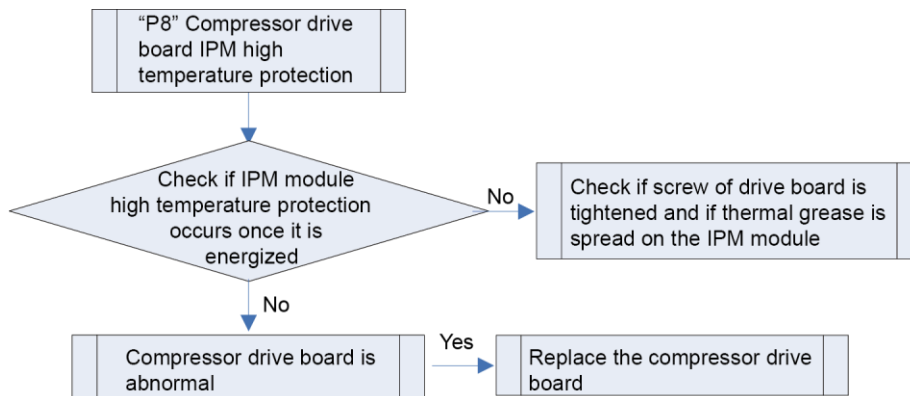 “P8” Compressor drive
board IPM high
temperature protection
Check if IPM module
high temperature protection
occurs once it is
energized
No
Check if screw of drive board is
tightened and if thermal grease is
spread on the IPM module
No
Compressor drive board is
abnormal
Yes
Replace the compressor drive
board